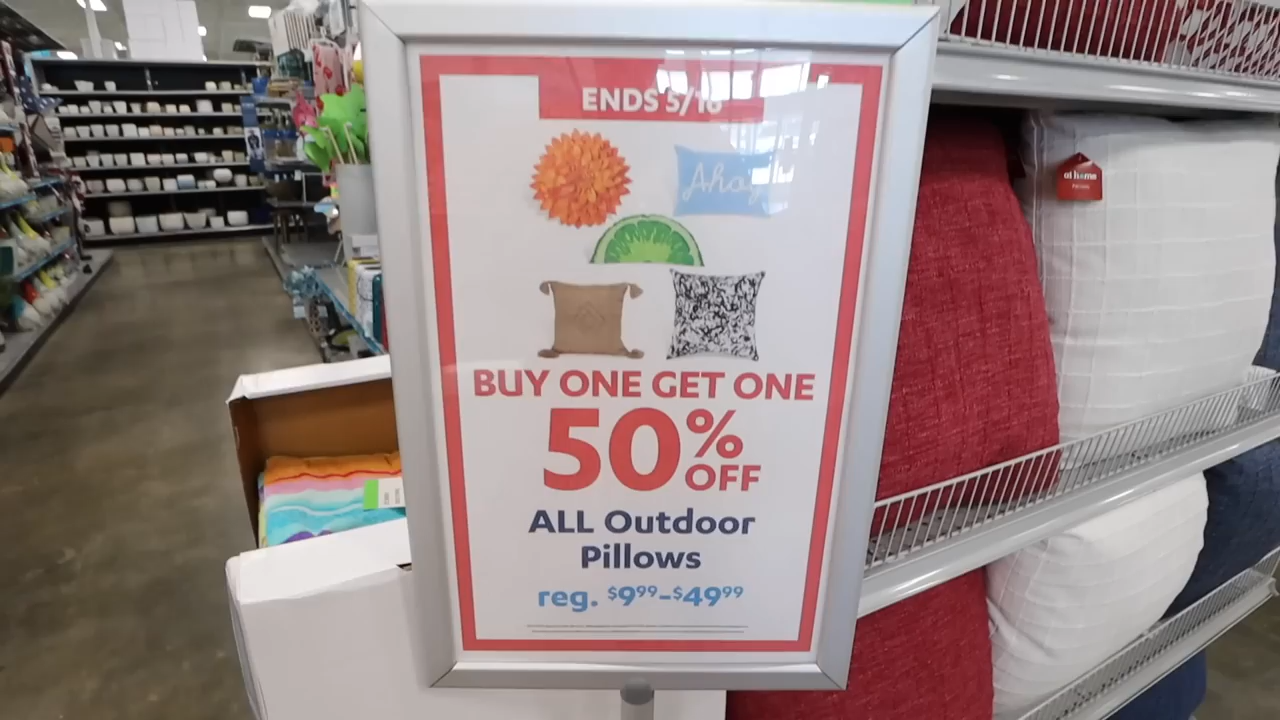 ENDS 5/16
Ahoy
BUY ONE GET ONE
50% OFF
ALL Outdoor
Pillows
reg. $9.99-$49.99
at home